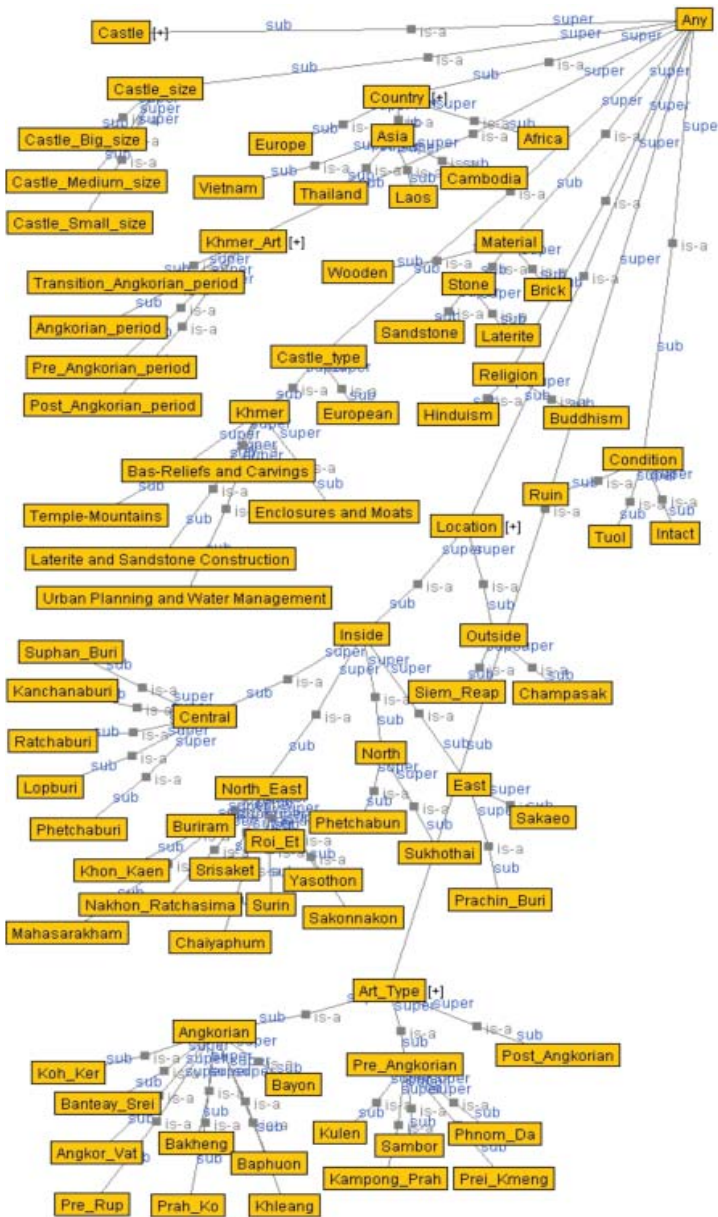 Any
Castle [+]
Castle_size
Castle_Big_size
Castle_Medium_size
Castle_Small_size
Country [+]
Europe
Asia
Africa
Vietnam
Thailand
Laos
Cambodia
Khmer_Art [+]
Transition_Angkorian_period
Angkorian_period
Pre_Angkorian_period
Post_Angkorian_period
Material
Wooden
Stone
Brick
Sandstone
Laterite
Castle_type
Khmer
European
Bas-Reliefs and Carvings
Temple-Mountains
Enclosures and Moats
Laterite and Sandstone Construction
Urban Planning and Water Management
Religion
Hinduism
Buddhism
Condition
Ruin
Tuol
Intact
Location [+]
Inside
Outside
Siem_Reap
Champasak
Suphan_Buri
Kanchanaburi
Central
Ratchaburi
Lopburi
Phetchaburi
North_East
Buriram
Roi_Et
Khon_Kaen
Srisaket
Yasothon
Nakhon_Ratchasima
Surin
Sakonnakon
Mahasarakham
Chaiyaphum
North
Phetchabun
Sukhothai
East
Sakaeo
Prachin_Buri
Art_Type [+]
Angkorian
Koh_Ker
Banteay_Srei
Bayon
Angkor_Vat
Bakheng
Baphuon
Pre_Rup
Prah_Ko
Khleang
Pre_Angkorian
Post_Angkorian
Kulen
Sambor
Phnom_Da
Kampong_Prah
Prei_Kmeng
sub
super
is-a